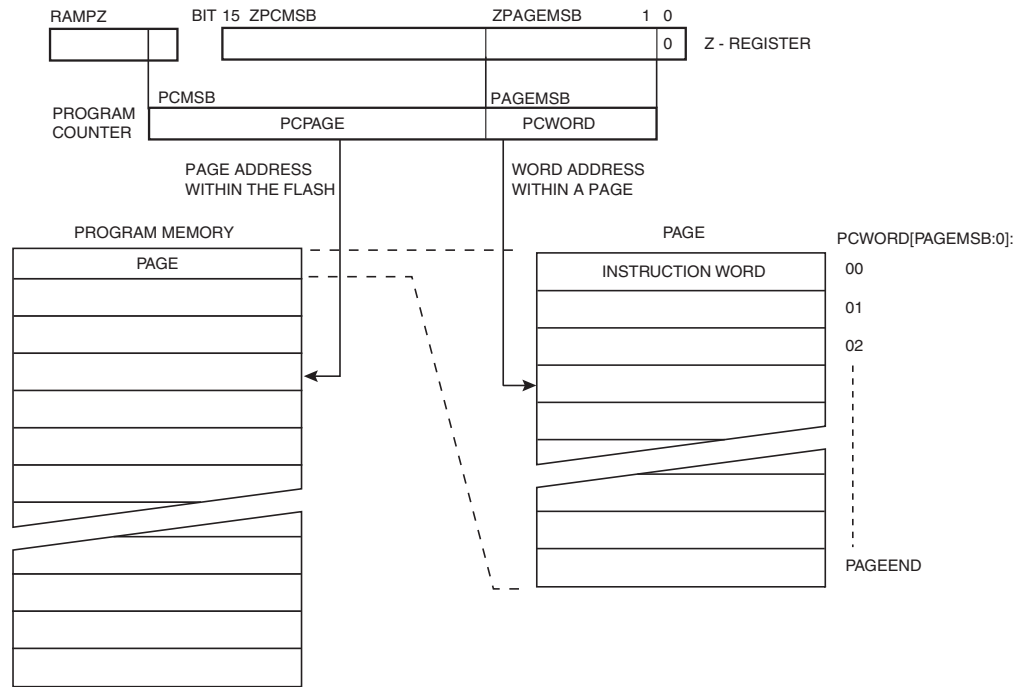 RAMPZ
BIT 15 ZPCMSB ZPAGEMSB 1 0
0 Z - REGISTER
PCMSB PAGEMSB
PROGRAM
COUNTER
PCPAGE PCWORD
PAGE ADDRESS
WITHIN THE FLASH
WORD ADDRESS
WITHIN A PAGE
PROGRAM MEMORY
PAGE
PAGE
PCWORD[PAGEMSB:0]:
INSTRUCTION WORD
00
01
02
PAGEEND